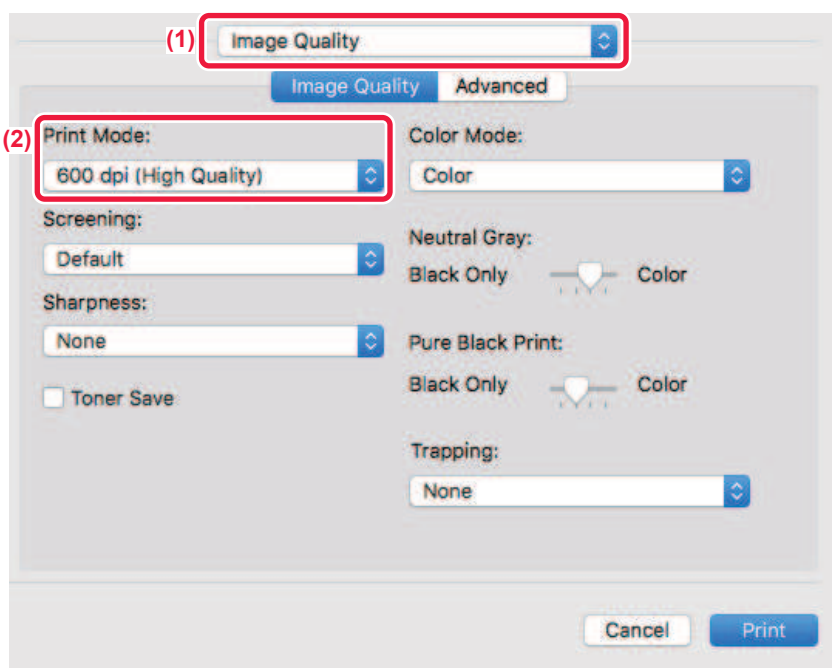 (1) Image Quality
Image Quality Advanced
(2) Print Mode:
600 dpi (High Quality)
Screening:
Default
Sharpness:
None
Toner Save
Color Mode:
Color
Neutral Gray:
Black Only Color
Pure Black Print:
Black Only Color
Trapping:
None
Cancel Print